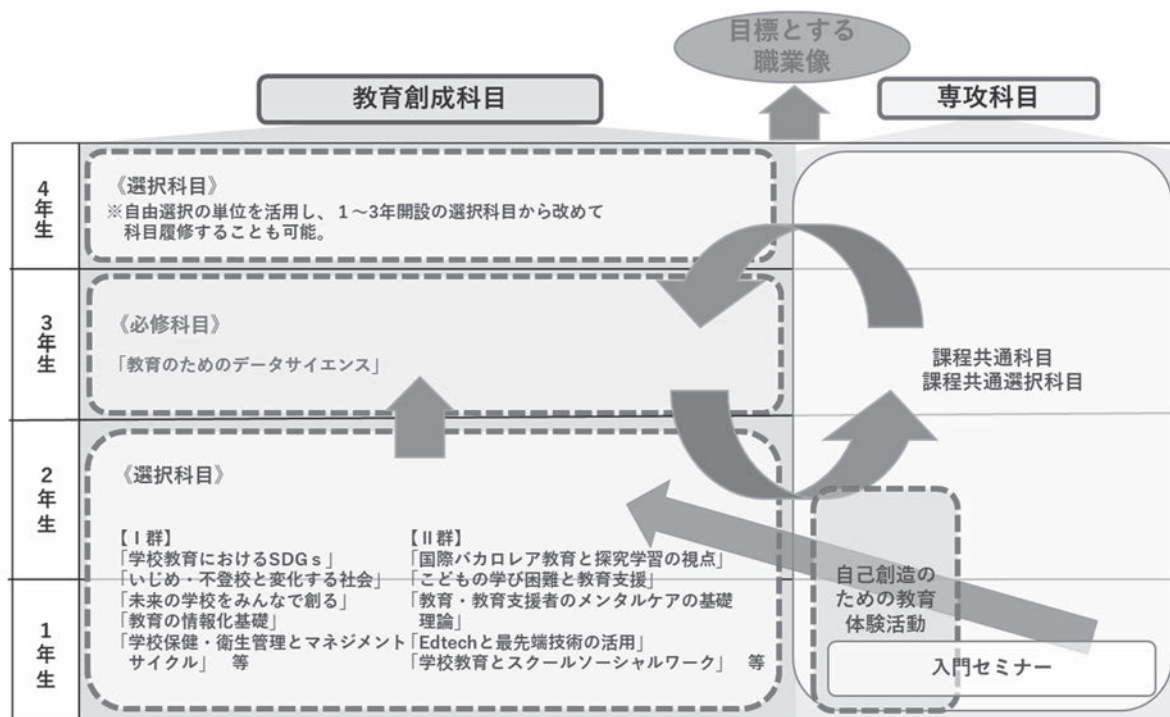 目標とする
職業像
教育創成科目
専攻科目
4年生
《選択科目》
※自由選択の単位を活用し、1～3年開設の選択科目から改めて
科目履修することも可能。
3年生
《必修科目》
「教育のためのデータサイエンス」
課程共通科目
課程共通選択科目
2年生
《選択科目》
【Ⅰ群】
「学校教育におけるSDGｓ」
「いじめ・不登校と変化する社会」
「未来の学校をみんなで創る」
「教育の情報化基礎」
「学校保健・衛生管理とマネジメント
サイクル」　等
【Ⅱ群】
「国際バカロレア教育と探究学習の視点」
「こどもの学び困難と教育支援」
「教育・教育支援者のメンタルケアの基礎
理論」
「Edtechと最先端技術の活用」
「学校教育とスクールソーシャルワーク」　等
1年生
自己創造の
ための教育
体験活動
入門セミナー